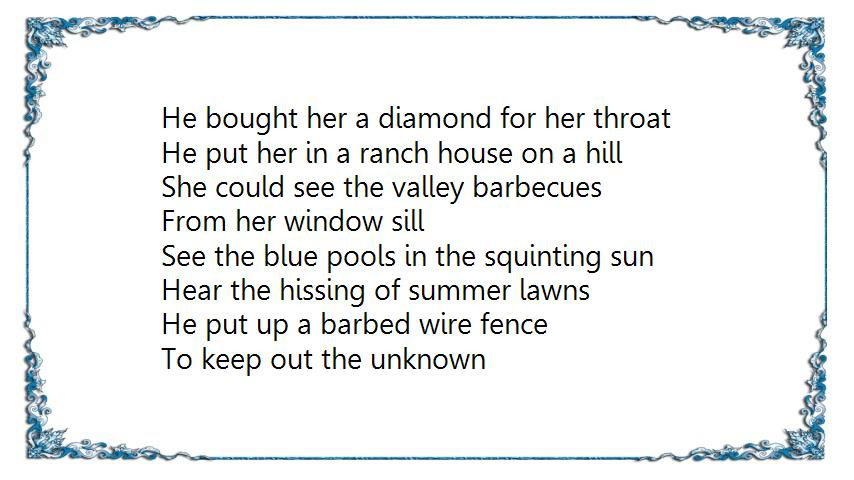 He bought her a diamond for her throat
He put her in a ranch house on a hill
She could see the valley barbecues
From her window sill
See the blue pools in the squinting sun
Hear the hissing of summer lawns
He put up a barbed wire fence
To keep out the unknown